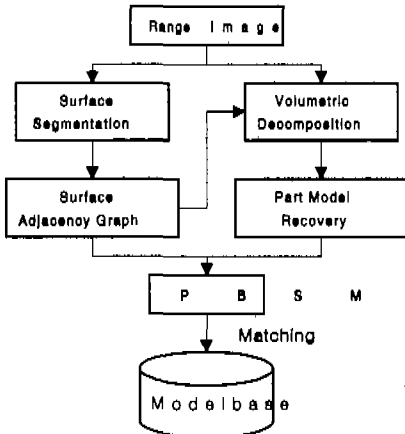 Range Image
Surface
Segmentation
Volumetric
Decomposition
Surface
Adjacency Graph
Part Model
Recovery
P B S M
Matching
Modelbase